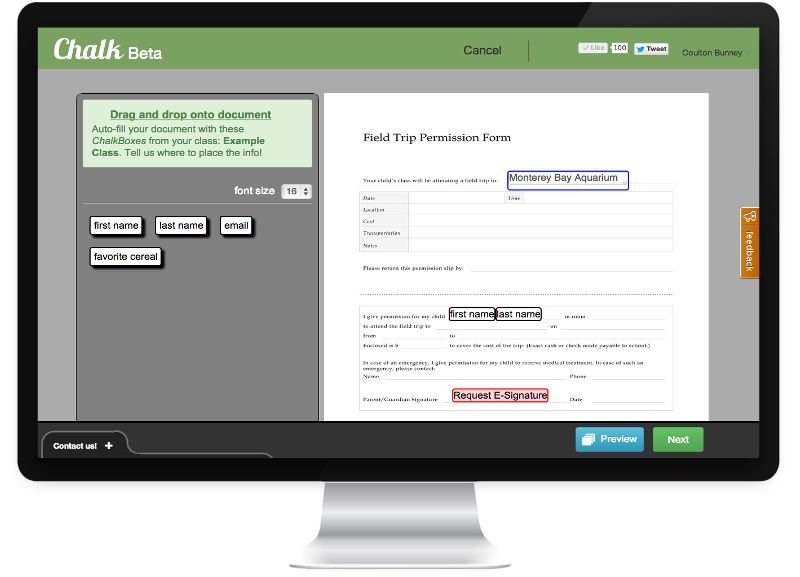 Chalk Beta
Cancel
Like 100
Tweet
Coulton Burney
Drag and drop onto document
Auto-fill your document with these
ChalkBoxes from your class: Example
Class. Tell us where to place the info!
font size 16
first name last name email
favorite cereal
Field Trip Permission Form
Your child's class will be attending a field trip to: Monterey Bay Aquarium
Date Time
Location
Cost
Transportation
Notes
Please return this permission slip by:
I give permission for my child first name last name in room
to attend the field trip to on
from to
Enclosed is $ to cover the cost of the trip. (Exact cash or check made payable to school.)
In case of an emergency, I give permission for my child to receive medical treatment. In case of such an
emergency, please contact:
Name Phone
Parent/Guardian Signature Request E-Signature Date
feedback
Contact us! +
Preview
Next